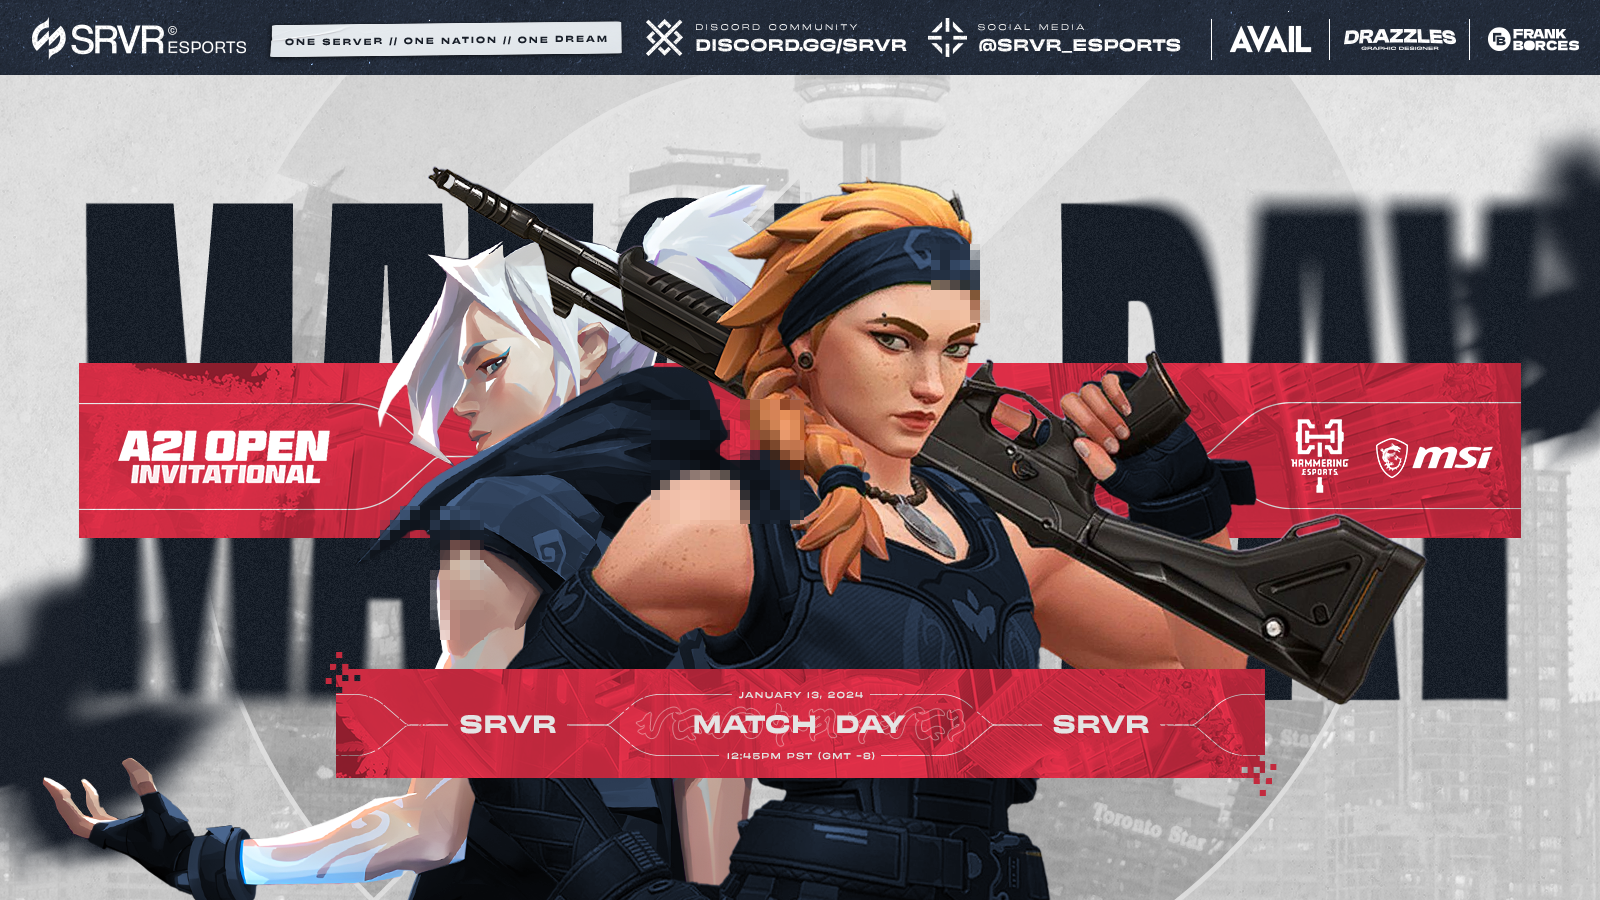 SRVR©
ESPORTS
ONE SERVER // ONE NATION // ONE DREAM
DISCORD COMMUNITY
DISCORD.GG/SRVR
SOCIAL MEDIA
@SRVR_ESPORTS
AVAIL
DRAZZLES
GRAPHIC DESIGNER
FRANK
BORCES
MATCH DAY
A2I OPEN
INVITATIONAL
HAMMERING
ESPORTS
msi
JANUARY 13, 2024
SRVR
MATCH DAY
SRVR
12:45PM PST (GMT -8)
Toronto Star